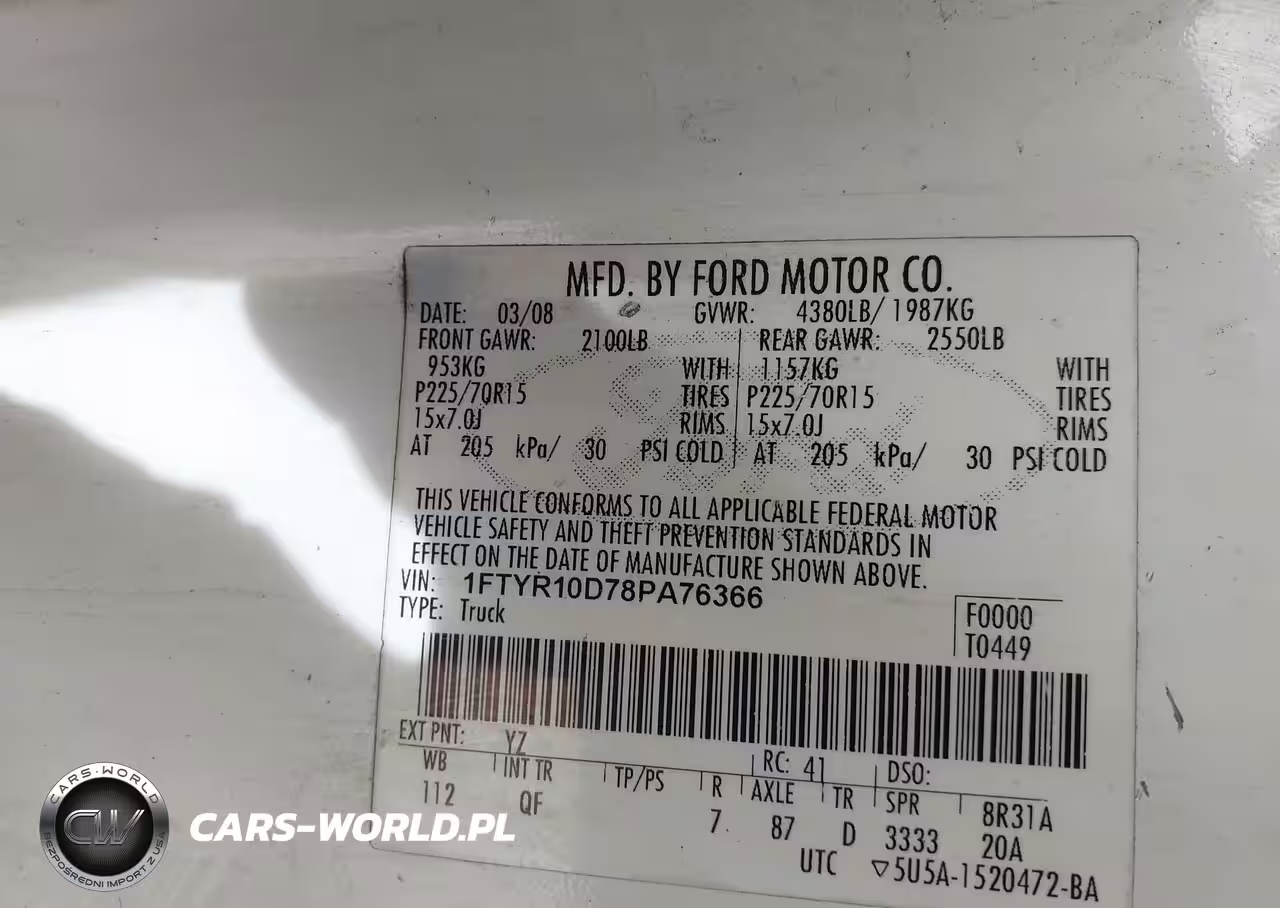 MFD. BY FORD MOTOR CO.
DATE: 03/08 GVWR: 4380LB/ 1987KG
FRONT GAWR: 2100LB REAR GAWR: 2550LB
953KG WITH 1157KG WITH
P225/70R15 TIRES P225/70R15 TIRES
15x7.0J RIMS 15x7.0J RIMS
AT 205 kPa/ 30 PSI COLD AT 205 kPa/ 30 PSI COLD
THIS VEHICLE CONFORMS TO ALL APPLICABLE FEDERAL MOTOR
VEHICLE SAFETY AND THEFT PREVENTION STANDARDS IN
EFFECT ON THE DATE OF MANUFACTURE SHOWN ABOVE.
VIN: 1FTYR10D78PA76366
TYPE: Truck
F0000
T0449
EXT PNT: YZ RC: 41 DSO:
WB INT TR TP/PS R AXLE TR SPR 8R31A
112 QF 7 87 D 3333 20A
UTC ▽5U5A-1520472-BA
CARS-WORLD
CW
BEZPOŚREDNI IMPORT Z USA
CARS-WORLD.PL